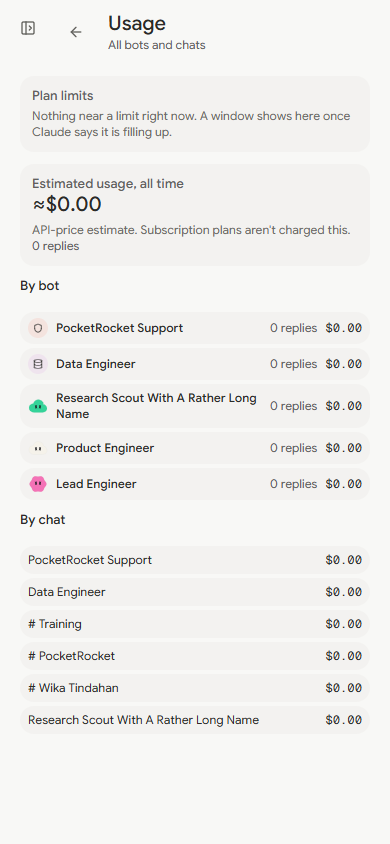 Usage
All bots and chats
Plan limits
Nothing near a limit right now. A window shows here once
Claude says it is filling up.
Estimated usage, all time
≈$0.00
API-price estimate. Subscription plans aren't charged this.
0 replies
By bot
PocketRocket Support 0 replies $0.00
Data Engineer 0 replies $0.00
Research Scout With A Rather Long
Name 0 replies $0.00
Product Engineer 0 replies $0.00
Lead Engineer 0 replies $0.00
By chat
PocketRocket Support $0.00
Data Engineer $0.00
# Training $0.00
# PocketRocket $0.00
# Wika Tindahan $0.00
Research Scout With A Rather Long Name $0.00